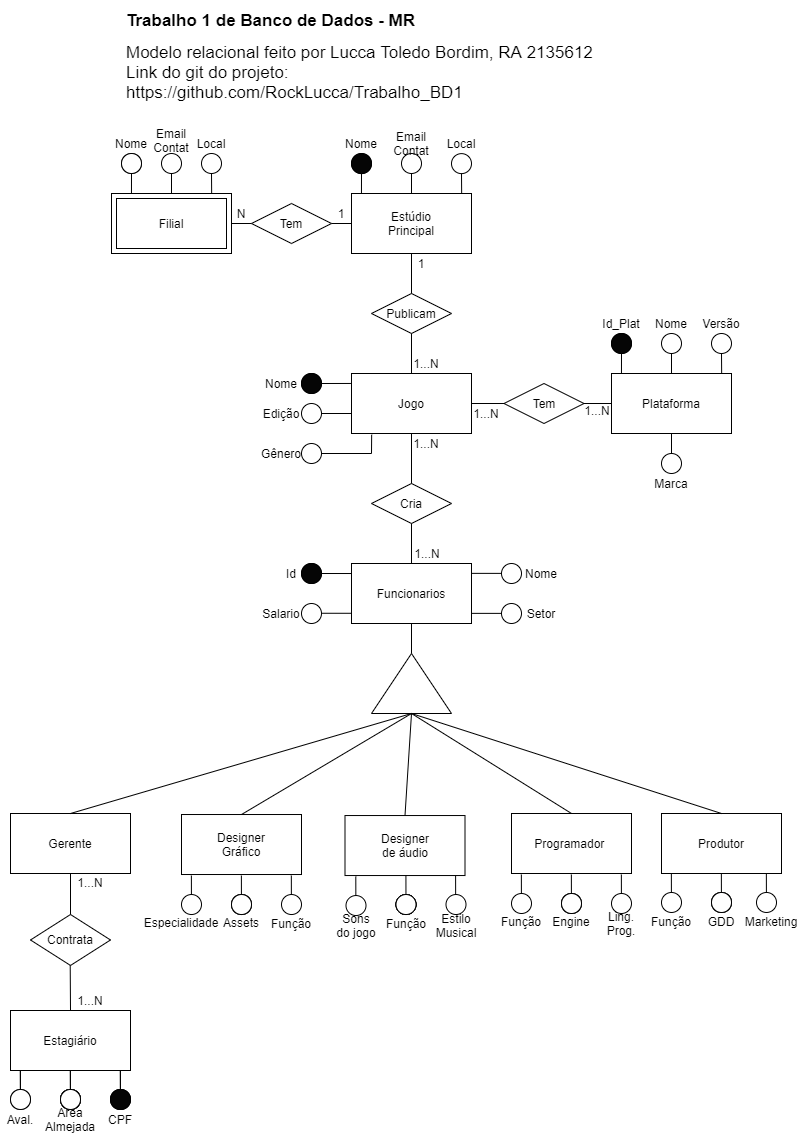 Trabalho 1 de Banco de Dados - MR
Modelo relacional feito por Lucca Toledo Bordim, RA 2135612
Link do git do projeto:
https://github.com/RockLucca/Trabalho_BD1
Nome
Email
Contat
Local
Nome
Email
Contat
Local
Filial
N
Tem
1
Estúdio
Principal
1
Publicam
1...N
Id_Plat
Nome
Versão
Nome
Edição
Gênero
Jogo
1...N
Tem
1...N
Plataforma
Marca
1...N
Cria
1...N
Id
Salario
Funcionarios
Nome
Setor
Gerente
Designer
Gráfico
Designer
de áudio
Programador
Produtor
1...N
Especialidade
Assets
Função
Sons
do jogo
Função
Estilo
Musical
Função
Engine
Ling.
Prog.
Função
GDD
Marketing
Contrata
1...N
Estagiário
Aval.
Área
Almejada
CPF